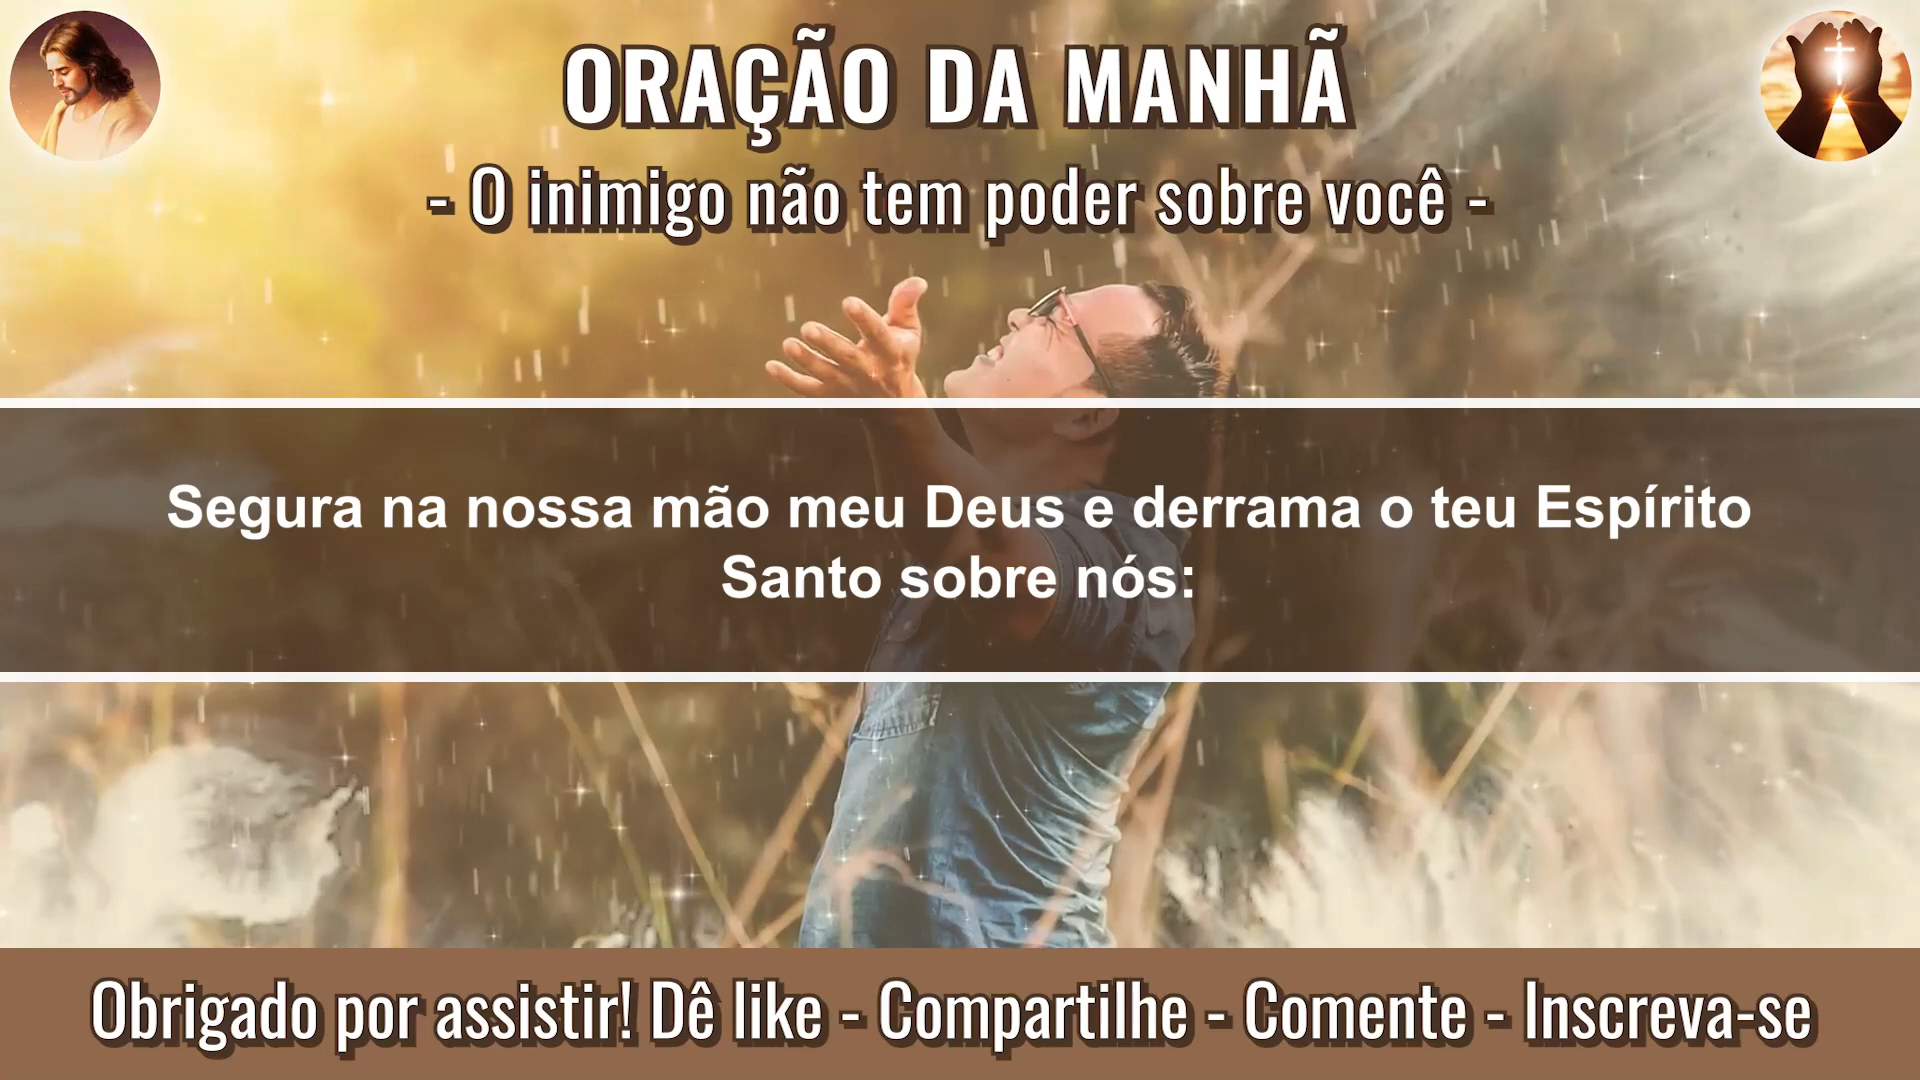 ORAÇÃO DA MANHÃ
- O inimigo não tem poder sobre você -
Segura na nossa mão meu Deus e derrama o teu Espírito
Santo sobre nós:
Obrigado por assistir! Dê like - Compartilhe - Comente - Inscreva-se